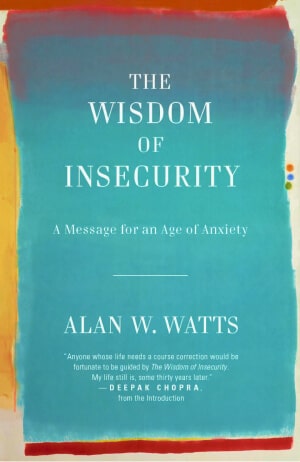 THE
WISDOM
OF
INSECURITY
A Message for an Age of Anxiety
ALAN W. WATTS
"Anyone whose life needs a course correction would be
fortunate to be guided by The Wisdom of Insecurity.
My life still is, some thirty years later."
— DEEPAK CHOPRA,
from the Introduction